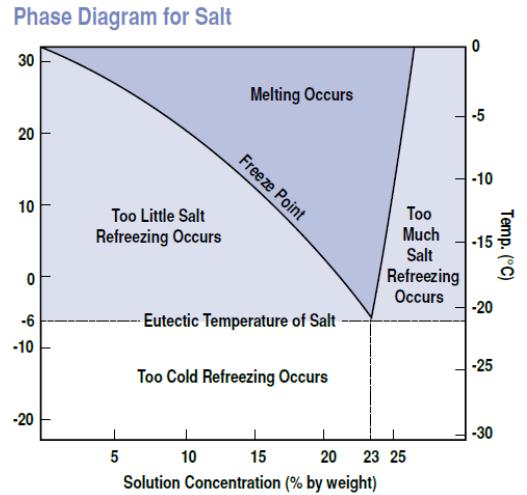 Phase Diagram for Salt
30
20
10
0
-6
-10
-20
0
-5
-10
-15
-20
-25
-30
Temp. (°C)
Melting Occurs
Freeze Point
Too Little Salt
Refreezing Occurs
Too
Much
Salt
Refreezing
Occurs
Eutectic Temperature of Salt
Too Cold Refreezing Occurs
5 10 15 20 23 25
Solution Concentration (% by weight)